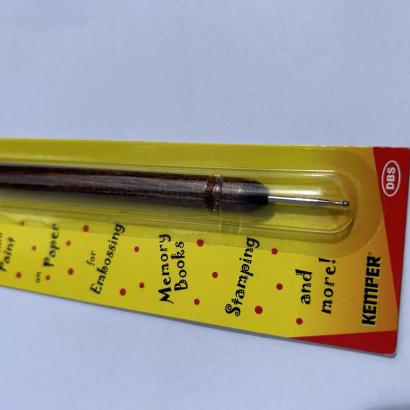 Paint
on Paper
for
Embossing
Memory
Books
Stamping
and
more!
KEMPER
DBS